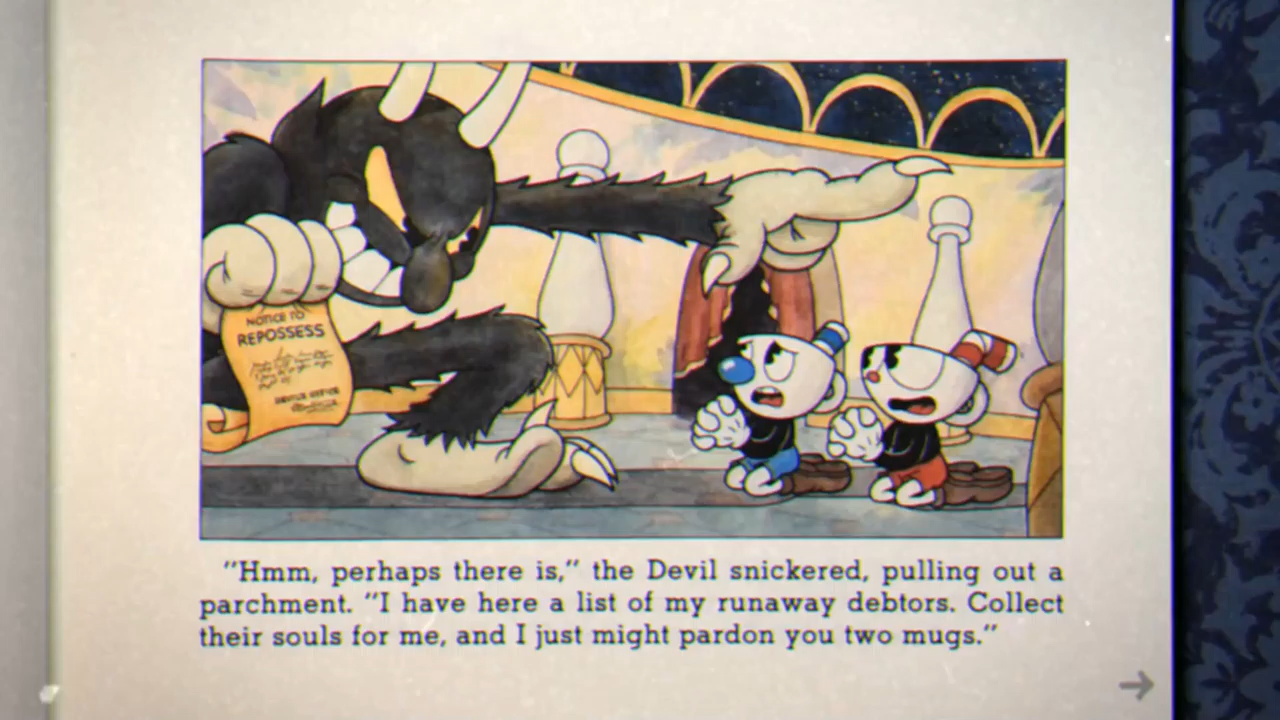 NOTICE TO
REPOSSESS
"Hmm, perhaps there is," the Devil snickered, pulling out a
parchment. "I have here a list of my runaway debtors. Collect
their souls for me, and I just might pardon you two mugs."